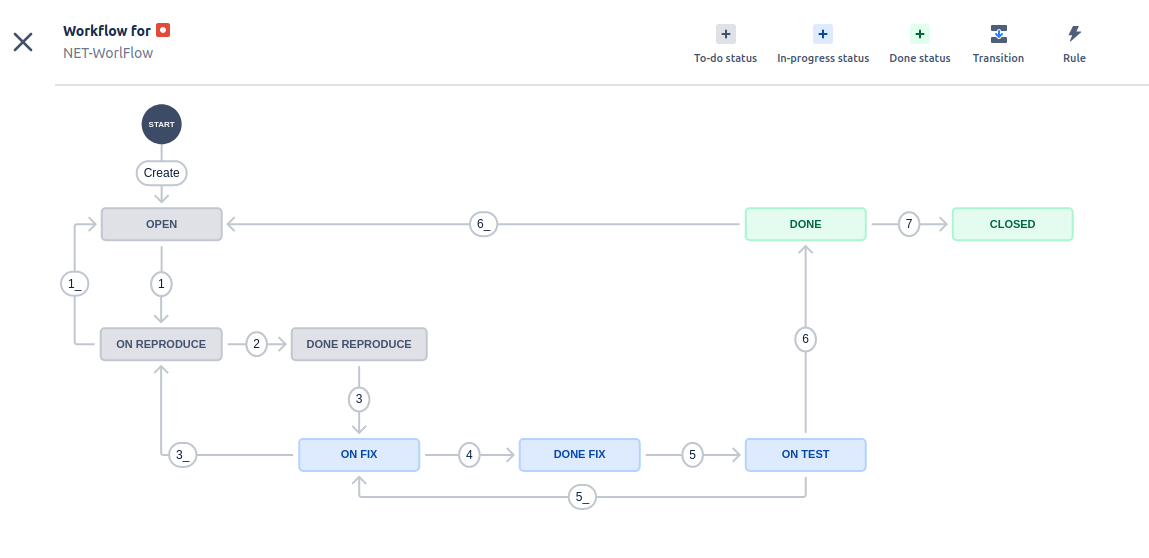 Workflow for
NET-WorlFlow
To-do status
In-progress status
Done status
Transition
Rule
START
Create
OPEN
6_
DONE
7
CLOSED
1_
1
ON REPRODUCE
2
DONE REPRODUCE
6
3
3_
ON FIX
4
DONE FIX
5
ON TEST
5_